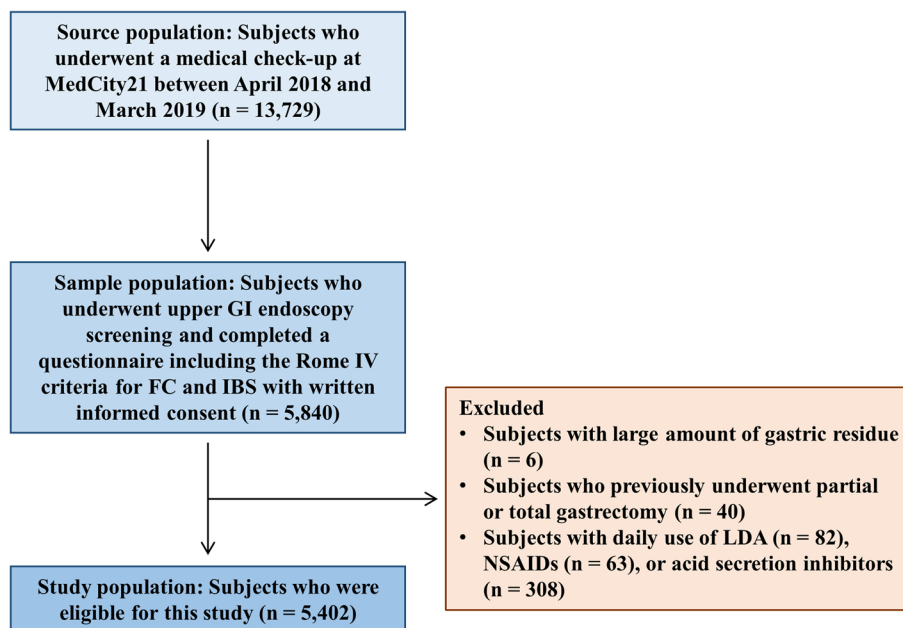 Source population: Subjects who
underwent a medical check-up at
MedCity21 between April 2018 and
March 2019 (n = 13,729)
Sample population: Subjects who
underwent upper GI endoscopy
screening and completed a
questionnaire including the Rome IV
criteria for FC and IBS with written
informed consent (n = 5,840)
Excluded
• Subjects with large amount of gastric residue
(n = 6)
• Subjects who previously underwent partial
or total gastrectomy (n = 40)
• Subjects with daily use of LDA (n = 82),
NSAIDs (n = 63), or acid secretion inhibitors
(n = 308)
Study population: Subjects who were
eligible for this study (n = 5,402)